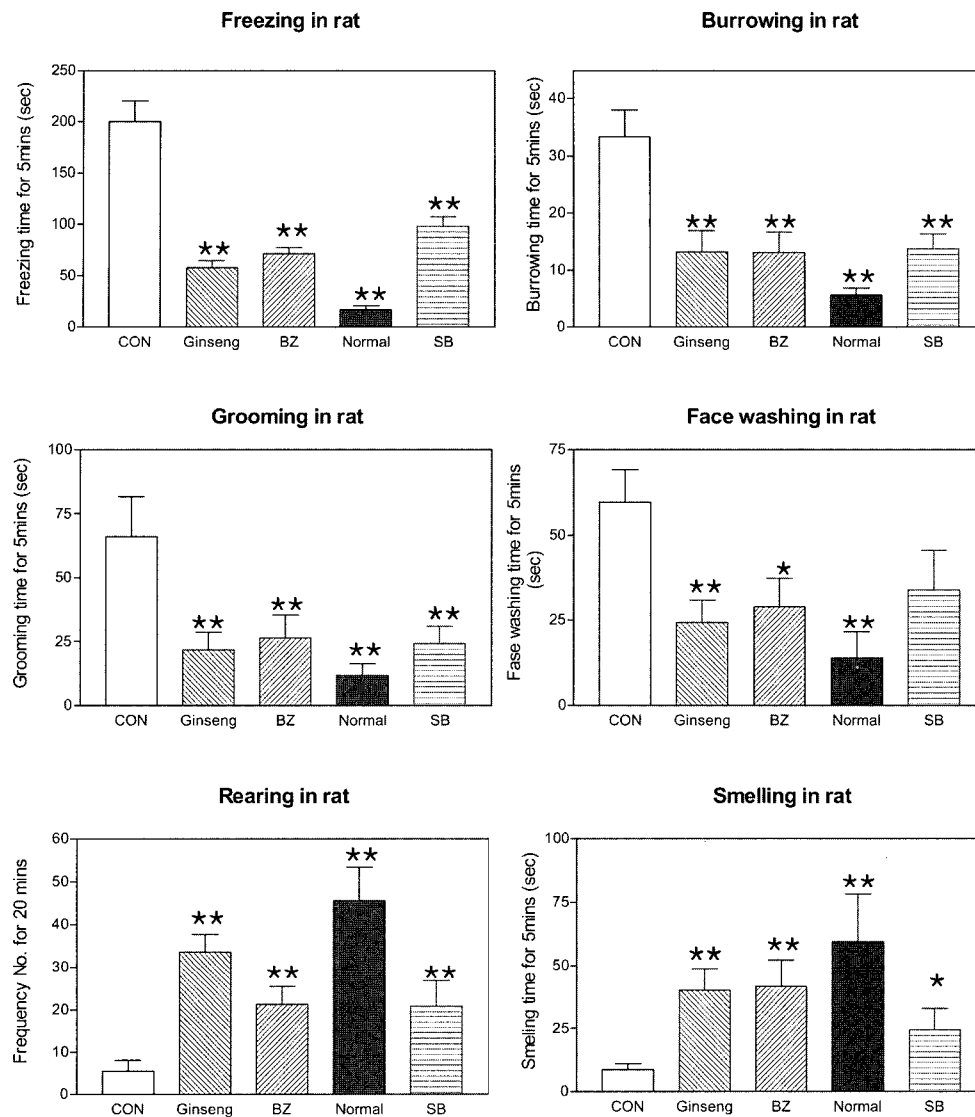 Freezing in rat
Freezing time for 5mins (sec)
250
200
150
100
50
0
★★
★★
★★
★★
CON Ginseng BZ Normal SB
Burrowing in rat
Burrowing time for 5mins (sec)
40
30
20
10
0
★★
★★
★★
★★
CON Ginseng BZ Normal SB
Grooming in rat
Grooming time for 5mins (sec)
100
75
50
25
0
★★
★★
★★
★★
CON Ginseng BZ Normal SB
Face washing in rat
Fase washing time for 5mins
(sec)
75
50
25
0
★★
★
★★
CON Ginseng BZ Normal SB
Rearing in rat
Frequency No. for 20 mins
60
50
40
30
20
10
0
★★
★★
★★
★★
CON Ginseng BZ Normal SB
Smelling in rat
Smeling time for 5mins (sec)
100
75
50
25
0
★★
★★
★★
★
CON Ginseng BZ Normal SB